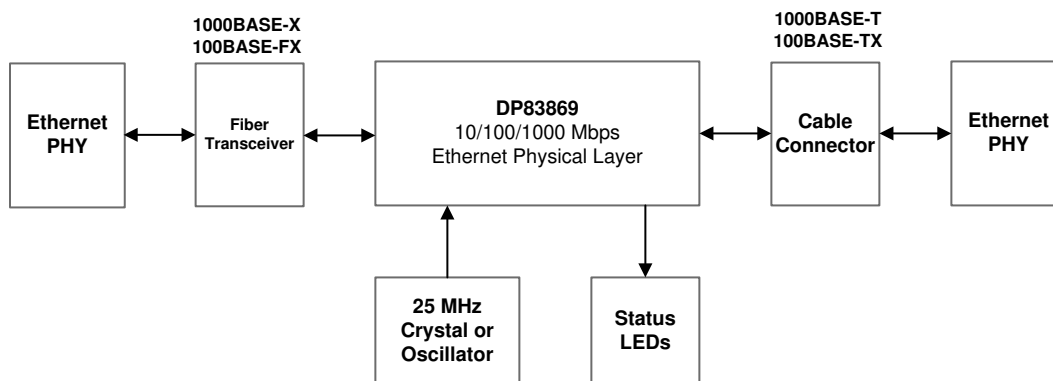 1000BASE-X
100BASE-FX
1000BASE-T
100BASE-TX
Ethernet
PHY
Fiber
Transceiver
DP83869
10/100/1000 Mbps
Ethernet Physical Layer
Cable
Connector
Ethernet
PHY
25 MHz
Crystal or
Oscillator
Status
LEDs